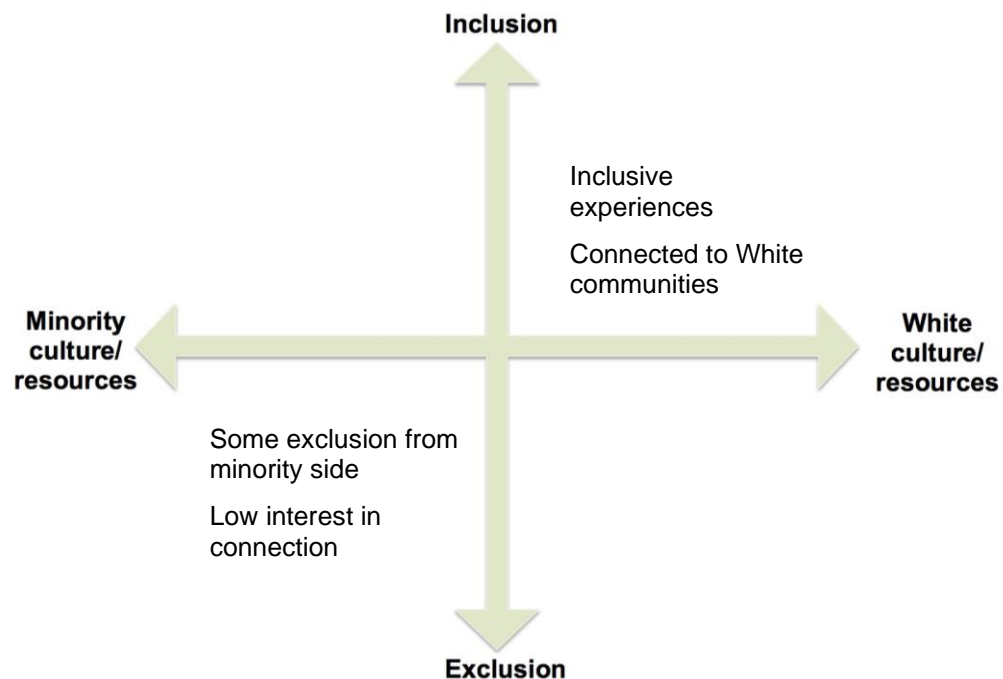 Inclusion
Inclusive
experiences
Connected to White
communities
Minority
culture/
resources
White
culture/
resources
Some exclusion from
minority side
Low interest in
connection
Exclusion